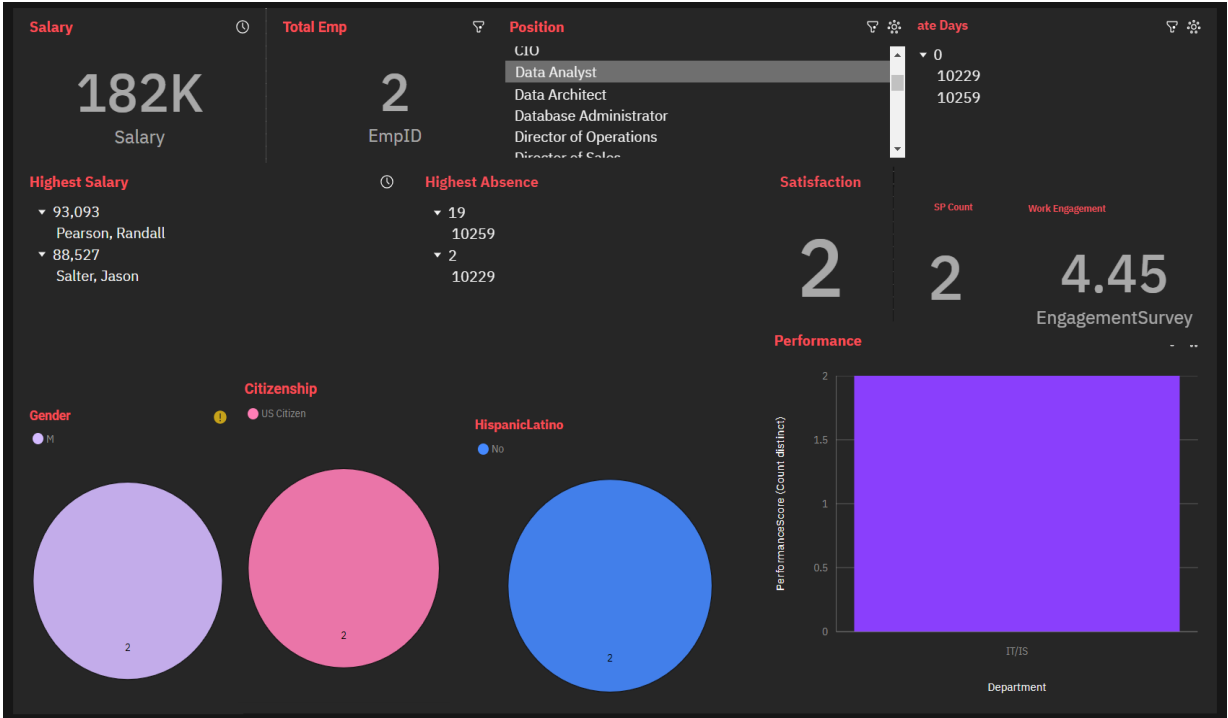 Salary
182K
Salary
Total Emp
2
EmpID
Position
CIO
Data Analyst
Data Architect
Database Administrator
Director of Operations
Director of Sales
ate Days
0
10229
10259
Highest Salary
93,093
Pearson, Randall
88,527
Salter, Jason
Highest Absence
19
10259
2
10229
Satisfaction
2
SP Count
2
Work Engagement
4.45
EngagementSurvey
Gender
M
2
Citizenship
US Citizen
2
HispanicLatino
No
2
Performance
PerformanceScore (Count distinct)
2
1.5
1
0.5
0
IT/IS
Department